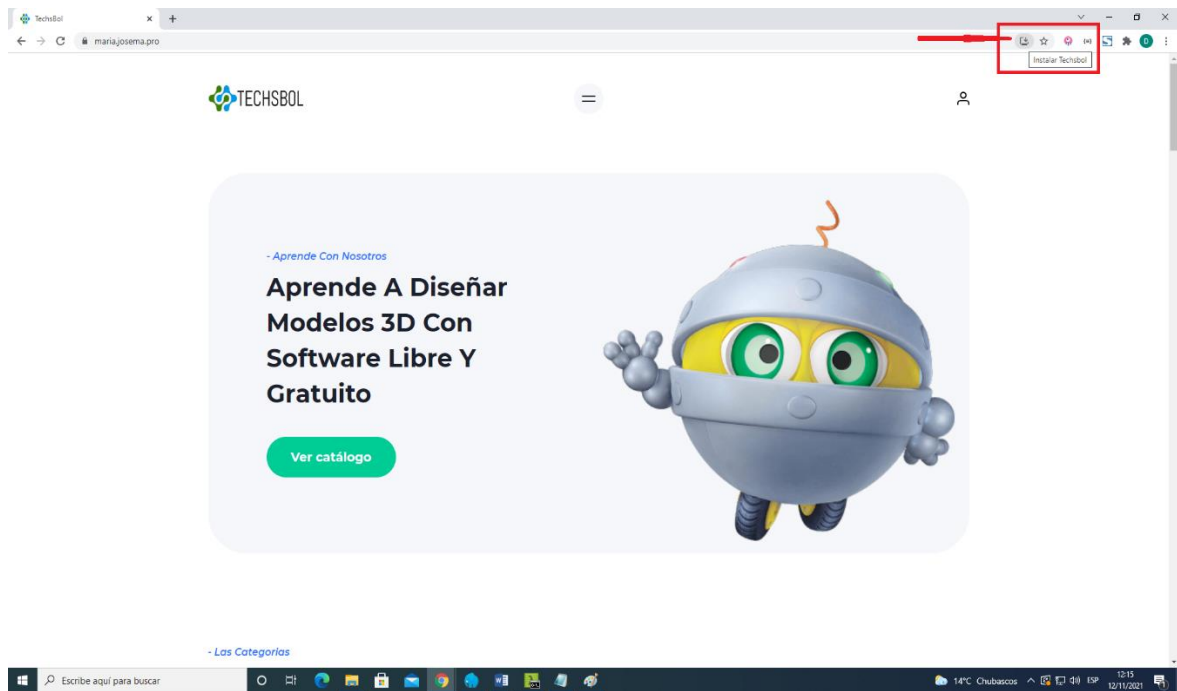 TechsBol
maria.josema.pro
Instalar Techsbol
TECHSBOL
- Aprende Con Nosotros
Aprende A Diseñar
Modelos 3D Con
Software Libre Y
Gratuito
Ver catálogo
- Las Categorías
Escribe aquí para buscar
14°C Chubascos
ESP
12:15
12/11/2021